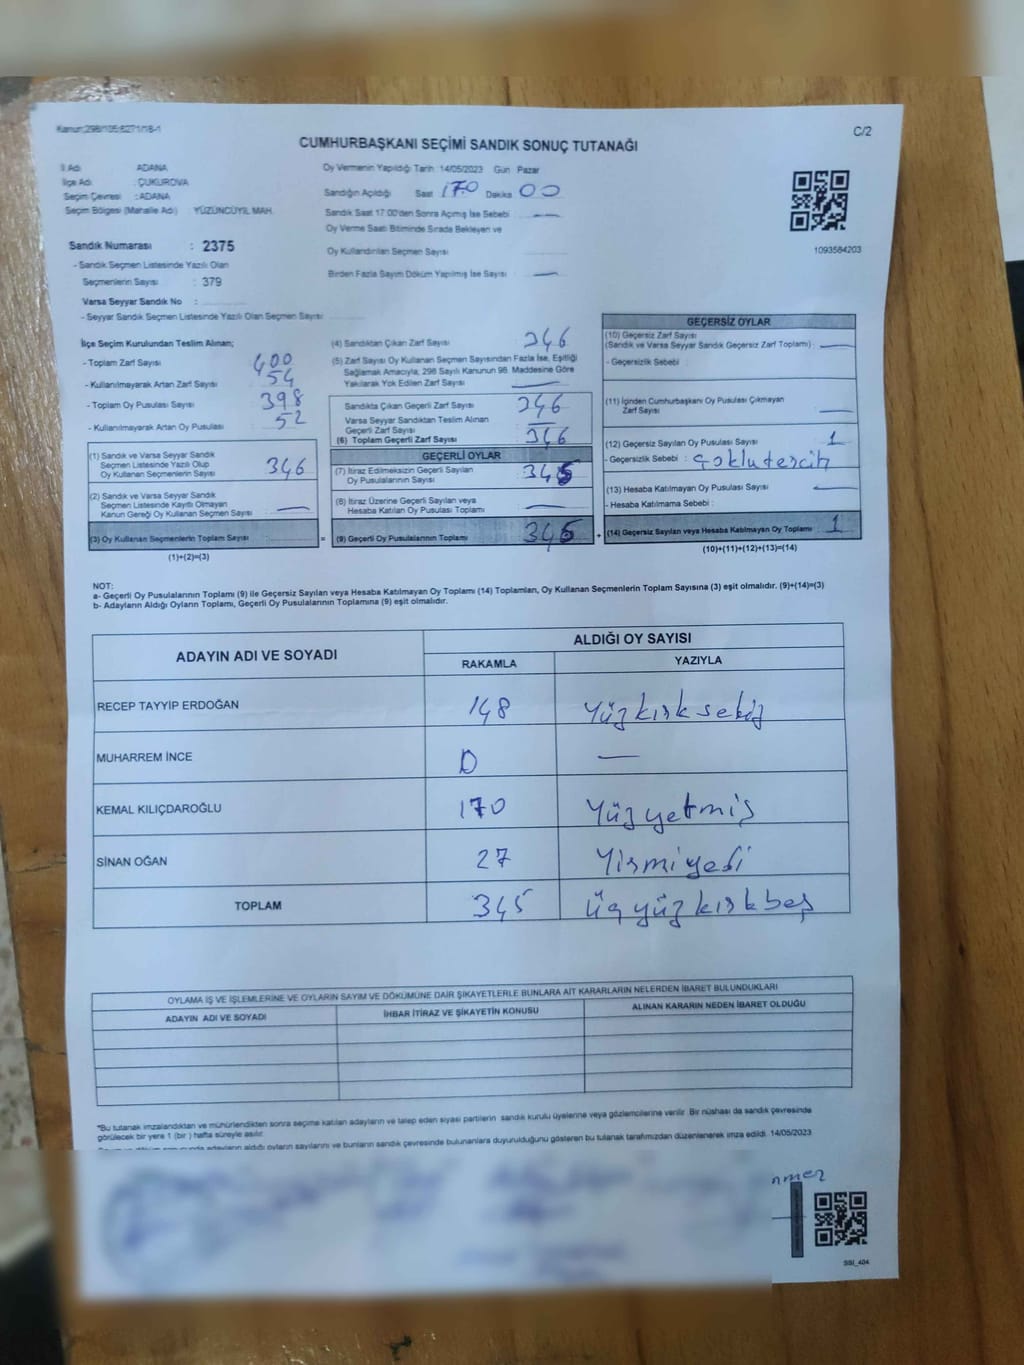 Kanun:298/105;6271/18-1
C/2
CUMHURBAŞKANI SEÇİMİ SANDIK SONUÇ TUTANAĞI
İl Adı ADANA
İlçe Adı : ÇUKUROVA
Seçim Çevresi : ADANA
Seçim Bölgesi (Mahalle Adı) YÜZÜNCÜYIL MAH.
Sandık Numarası : 2375
- Sandık Seçmen Listesinde Yazılı Olan
Seçmenlerin Sayısı : 379
Varsa Seyyar Sandık No :
- Seyyar Sandık Seçmen Listesinde Yazılı Olan Seçmen Sayısı
Oy Vermenin Yapıldığı Tarih 14/05/2023 Gün Pazar
Sandığın Açıldığı Saat 17.0 Dakika 00
Sandık Saat 17:00'den Sonra Açımış İse Sebebi —
Oy Verme Saati Bitiminde Sırada Bekleyen ve
Oy Kullandırılan Seçmen Sayısı
Birden Fazla Sayım Döküm Yapılmış İse Sayısı —
1093584203
İlçe Seçim Kurulundan Teslim Alınan;
- Toplam Zarf Sayısı 400
- Kullanılmayarak Artan Zarf Sayısı 54
- Toplam Oy Pusulası Sayısı 398
- Kullanılmayarak Artan Oy Pusulası 52
(1) Sandık ve Varsa Seyyar Sandık
Seçmen Listesinde Yazılı Olup
Oy Kullanan Seçmenlerin Sayısı 346
(2) Sandık ve Varsa Seyyar Sandık
Seçmen Listesinde Kayıtlı Olmayan
Kanun Gereği Oy Kullanan Seçmen Sayısı —
(3) Oy Kullanan Seçmenlerin Toplam Sayısı =
(1)+(2)=(3)
(4) Sandıktan Çıkan Zarf Sayısı 346
(5) Zarf Sayısı Oy Kullanan Seçmen Sayısından Fazla İse, Eşitliği
Sağlamak Amacıyla, 298 Sayılı Kanunun 98. Maddesine Göre
Yakılarak Yok Edilen Zarf Sayısı —
Sandıkta Çıkan Geçerli Zarf Sayısı 346
Varsa Seyyar Sandıktan Teslim Alınan
Geçerli Zarf Sayısı —
(6) Toplam Geçerli Zarf Sayısı 346
GEÇERLİ OYLAR
(7) İtiraz Edilmeksizin Geçerli Sayılan
Oy Pusulalarının Sayısı 345
(8) İtiraz Üzerine Geçerli Sayılan veya
Hesaba Katılan Oy Pusulası Toplamı —
(9) Geçerli Oy Pusulalarının Toplamı 345 +
GEÇERSİZ OYLAR
(10) Geçersiz Zarf Sayısı
(Sandık ve Varsa Seyyar Sandık Geçersiz Zarf Toplamı) : —
- Geçersizlik Sebebi :
(11) İçinden Cumhurbaşkanı Oy Pusulası Çıkmayan
Zarf Sayısı —
(12) Geçersiz Sayılan Oy Pusulası Sayısı 1
- Geçersizlik Sebebi : çoklu tercih
(13) Hesaba Katılmayan Oy Pusulası Sayısı —
- Hesaba Katılmama Sebebi :
(14) Geçersiz Sayılan veya Hesaba Katılmayan Oy Toplamı 1
(10)+(11)+(12)+(13)=(14)
NOT:
a- Geçerli Oy Pusulalarının Toplamı (9) ile Geçersiz Sayılan veya Hesaba Katılmayan Oy Toplamı (14) Toplamları, Oy Kullanan Seçmenlerin Toplam Sayısına (3) eşit olmalıdır. (9)+(14)=(3)
b- Adayların Aldığı Oyların Toplamı, Geçerli Oy Pusulalarının Toplamına (9) eşit olmalıdır.
ADAYIN ADI VE SOYADI ALDIĞI OY SAYISI
RAKAMLA YAZIYLA
RECEP TAYYİP ERDOĞAN 148 Yüz kırk sekiz
MUHARREM İNCE 0 —
KEMAL KILIÇDAROĞLU 170 Yüz yetmiş
SİNAN OĞAN 27 Yirmi yedi
TOPLAM 345 üç yüz kırk beş
OYLAMA İŞ VE İŞLEMLERİNE VE OYLARIN SAYIM VE DÖKÜMÜNE DAİR ŞİKAYETLERLE BUNLARA AİT KARARLARIN NELERDEN İBARET BULUNDUKLARI
ADAYIN ADI VE SOYADI İHBAR İTİRAZ VE ŞİKAYETİN KONUSU ALINAN KARARIN NEDEN İBARET OLDUĞU
*Bu tutanak imzalandıktan ve mühürlendikten sonra seçime katılan adayların ve talep eden siyasi partilerin sandık kurulu üyelerine veya gözlemcilerine verilir. Bir nüshası da sandık çevresinde
görülecek bir yere 1 (bir ) hafta süreyle asılır.
adayların aldığı oyların sayılarını ve bunların sandık çevresinde bulunanlara duyurulduğunu gösteren bu tutanak tarafımızdan düzenlenerek imza edildi. 14/05/2023
nmez
SSI_404